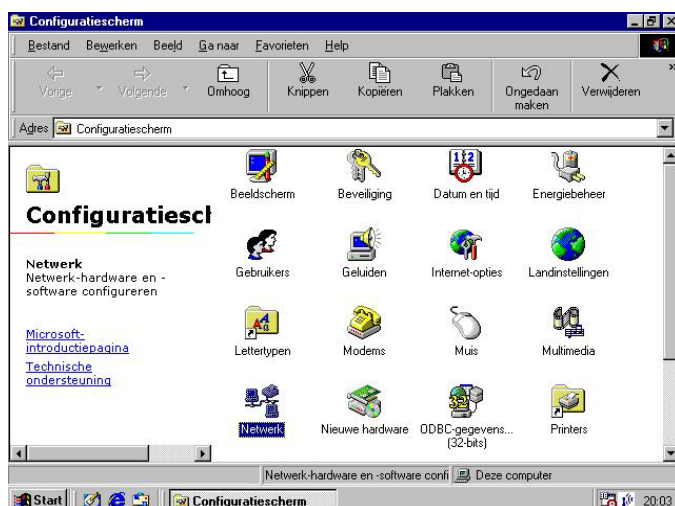 Configuratiescherm
Bestand Bewerken Beeld Ga naar Favorieten Help
Vorige Volgende Omhoog Knippen Kopiëren Plakken Ongedaan maken Verwijderen »
Adres Configuratiescherm
Configuratiescl
Netwerk
Netwerk-hardware en -
software configureren
Microsoft-
introductiepagina
Technische
ondersteuning
Beeldscherm Beveiliging Datum en tijd Energiebeheer
Gebruikers Geluiden Internet-opties Landinstellingen
Lettertypen Modems Muis Multimedia
Netwerk Nieuwe hardware ODBC-gegevens... Printers
(32-bits)
Netwerk-hardware en -software confi Deze computer
Start Configuratiescherm 20:03